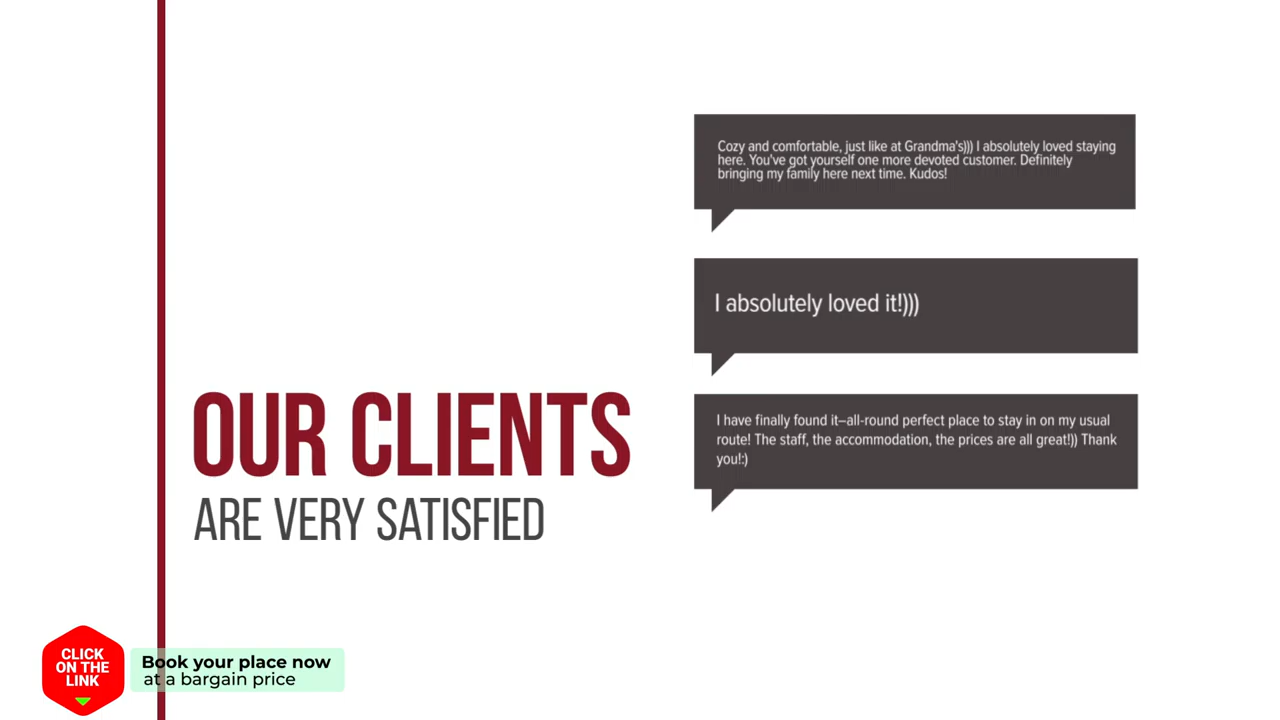 Cozy and comfortable, just like at Grandma's))) I absolutely loved staying
here. You've got yourself one more devoted customer. Definitely
bringing my family here next time. Kudos!
I absolutely loved it!)))
I have finally found it–all-round perfect place to stay in on my usual
route! The staff, the accommodation, the prices are all great!)) Thank
you!:)
OUR CLIENTS
ARE VERY SATISFIED
CLICK
ON THE
LINK
Book your place now
at a bargain price